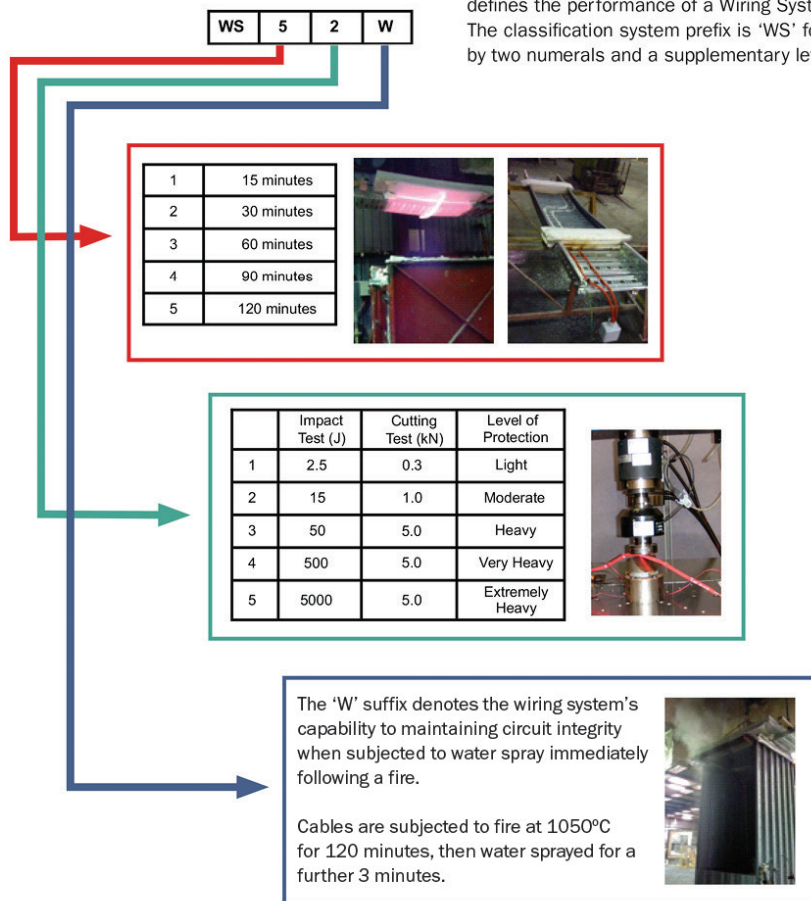 defines the performance of a Wiring Syst
The classification system prefix is ‘WS’ fo
by two numerals and a supplementary le
WS 5 2 W
1 15 minutes
2 30 minutes
3 60 minutes
4 90 minutes
5 120 minutes
Impact Test (J) Cutting Test (kN) Level of Protection
1 2.5 0.3 Light
2 15 1.0 Moderate
3 50 5.0 Heavy
4 500 5.0 Very Heavy
5 5000 5.0 Extremely Heavy
The ‘W’ suffix denotes the wiring system’s
capability to maintaining circuit integrity
when subjected to water spray immediately
following a fire.
Cables are subjected to fire at 1050ºC
for 120 minutes, then water sprayed for a
further 3 minutes.